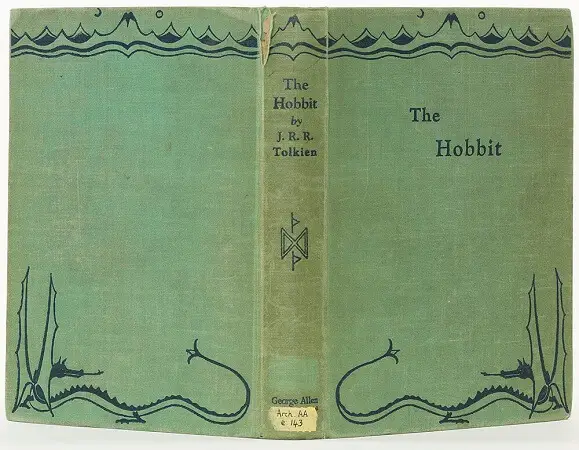 The
Hobbit
by
J. R. R.
Tolkien
George Allen
Arch. AA
e 143
The
Hobbit